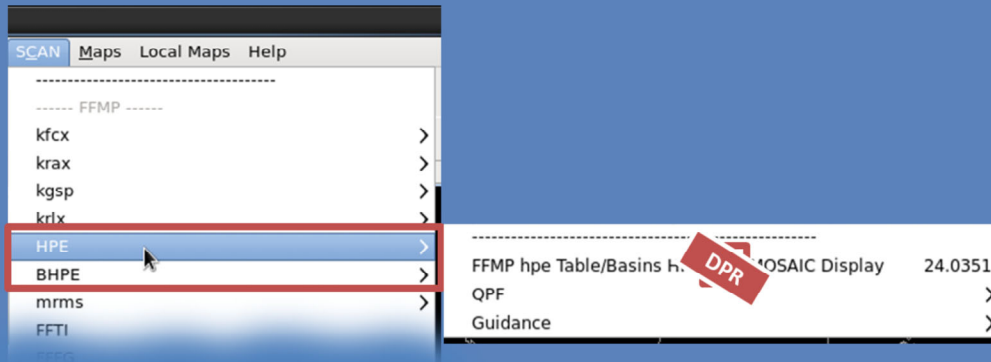 SCAN Maps Local Maps Help
------ FFMP ------
kfcx
krax
kgsp
krlx
HPE
BHPE
mrms
FFTI
FFFG
FFMP hpe Table/Basins MOSAIC Display 24.0351
DPR
QPF
Guidance